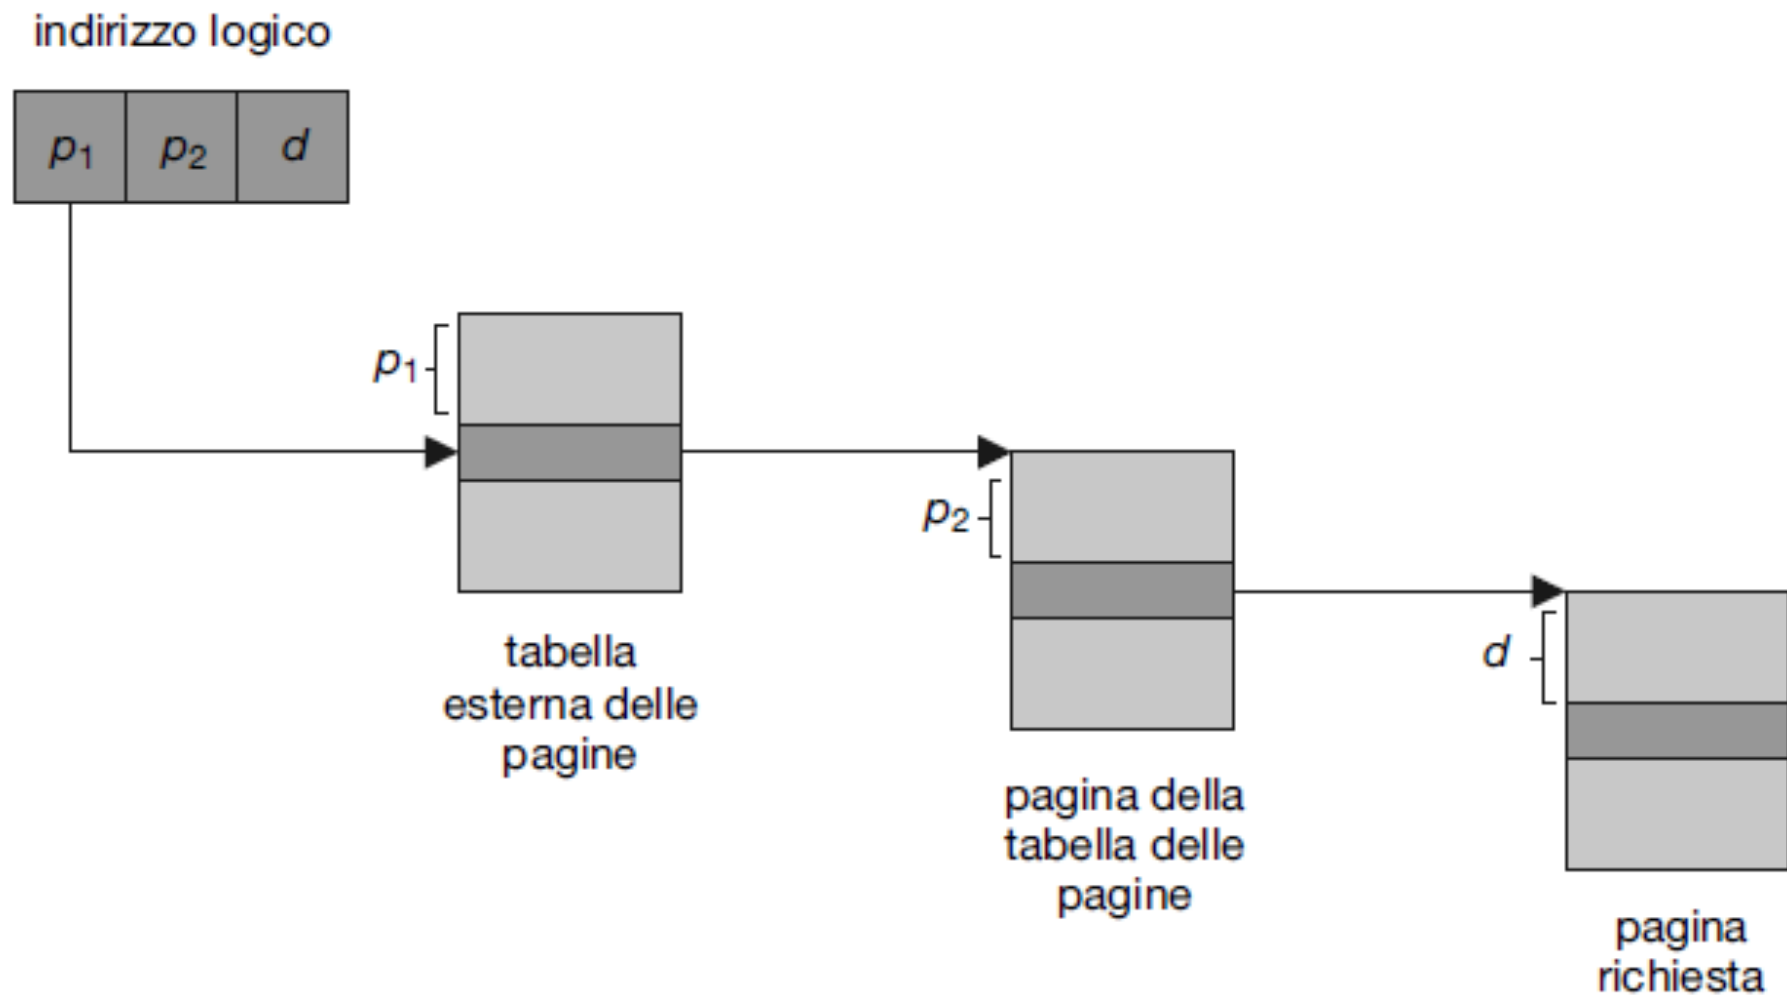 indirizzo logico
p₁ p₂ d
p₁
p₂
d
tabella
esterna delle
pagine
pagina della
tabella delle
pagine
pagina
richiesta